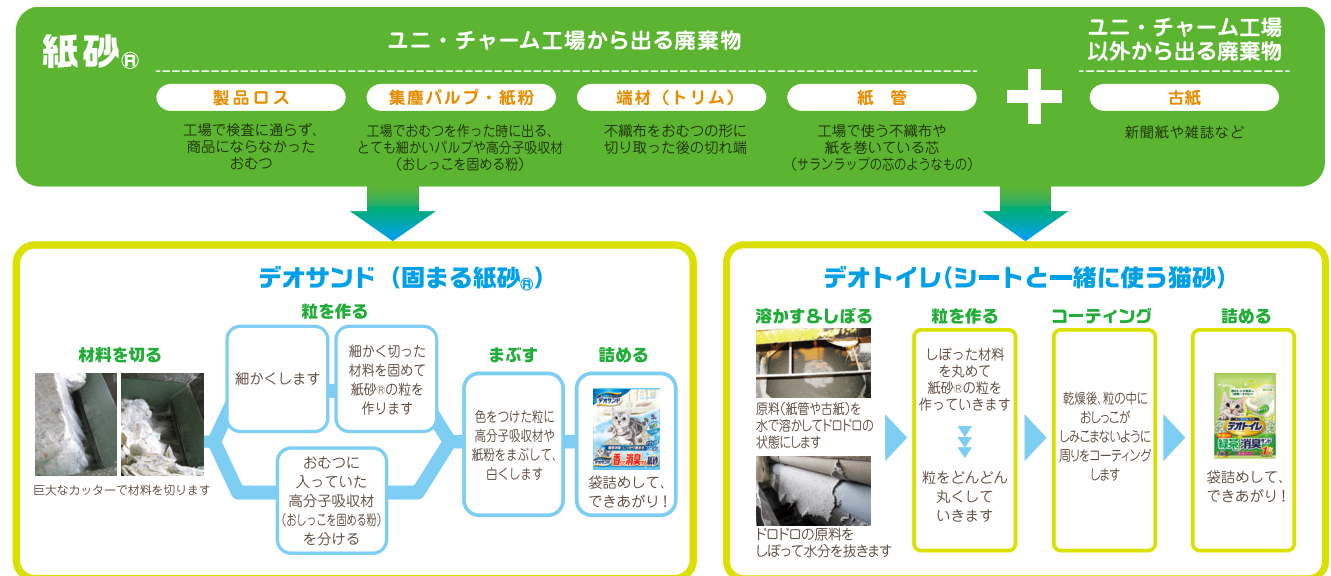 紙砂®
ユニ・チャーム工場から出る廃棄物
製品ロス
工場で検査に通らず、
商品にならなかった
おむつ
集塵パルプ・紙粉
工場でおむつを作った時に出る、
とても細かいパルプや高分子吸収材
(おしっこを固める粉)
端材(トリム)
不織布をおむつの形に
切り取った後の切れ端
紙 管
工場で使う不織布や
紙を巻いている芯
(サランラップの芯のようなもの)
ユニ・チャーム工場
以外から出る廃棄物
古紙
新聞紙や雑誌など
デオサンド(固まる紙砂®)
材料を切る
巨大なカッターで材料を切ります
粒を作る
細かくします
細かく切った
材料を固めて
紙砂®の粒を
作ります
おむつに
入っていた
高分子吸収材
(おしっこを固める粉)
を分ける
まぶす
色をつけた粒に
高分子吸収材や
紙粉をまぶして、
白くします
詰める
デオサンド
香り消臭する紙砂
袋詰めして、
できあがり!
デオトイレ(シートと一緒に使う猫砂)
溶かす&しぼる
原料(紙管や古紙)を
水で溶かしてドロドロの
状態にします
ドロドロの原料を
しぼって水分を抜きます
粒を作る
しぼった材料
を丸めて
紙砂®の粒を
作っていきます
粒をどんどん
丸くして
いきます
コーティング
乾燥後、粒の中に
おしっこが
しみこまないように
周りをコーティング
します
詰める
デオトイレ
緑茶
消臭
袋詰めして、
できあがり!